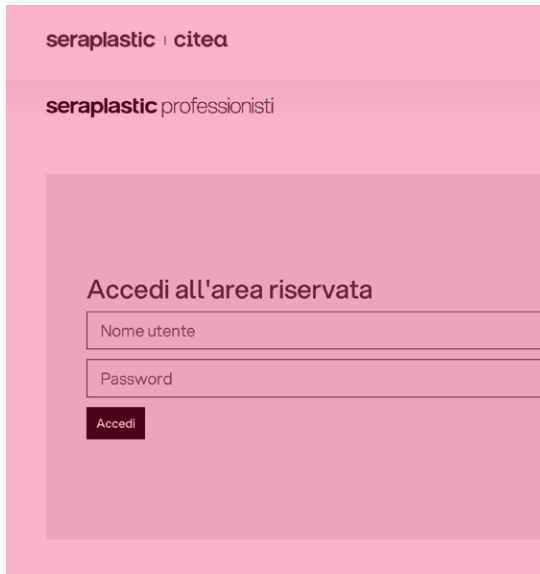 seraplastic | citea
seraplastic professionisti
Accedi all'area riservata
Nome utente
Password
Accedi